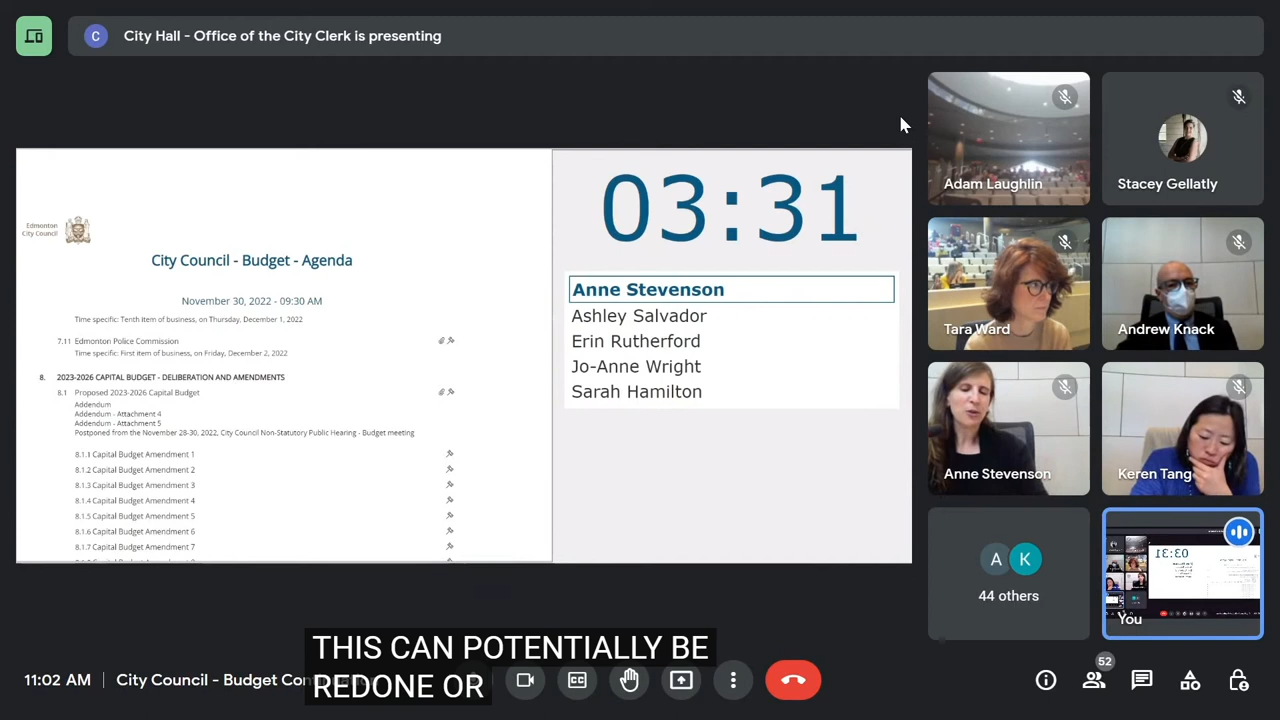 City Hall - Office of the City Clerk is presenting
C
Edmonton
City Council
City Council - Budget - Agenda
November 30, 2022 - 09:30 AM
Time specific: Tenth item of business, on Thursday, December 1, 2022
7.11 Edmonton Police Commission
Time specific: First item of business, on Friday, December 2, 2022
8. 2023-2026 CAPITAL BUDGET - DELIBERATION AND AMENDMENTS
8.1 Proposed 2023-2026 Capital Budget
Addendum
Addendum - Attachment 4
Addendum - Attachment 5
Postponed from the November 28-30, 2022, City Council Non-Statutory Public Hearing - Budget meeting
8.1.1 Capital Budget Amendment 1
8.1.2 Capital Budget Amendment 2
8.1.3 Capital Budget Amendment 3
8.1.4 Capital Budget Amendment 4
8.1.5 Capital Budget Amendment 5
8.1.6 Capital Budget Amendment 6
8.1.7 Capital Budget Amendment 7
03:31
Anne Stevenson
Ashley Salvador
Erin Rutherford
Jo-Anne Wright
Sarah Hamilton
Adam Laughlin
Stacey Gellatly
Tara Ward
Andrew Knack
Anne Stevenson
Keren Tang
A K
44 others
03:31
You
THIS CAN POTENTIALLY BE
REDONE OR
11:02 AM
City Council - Budget Con
52